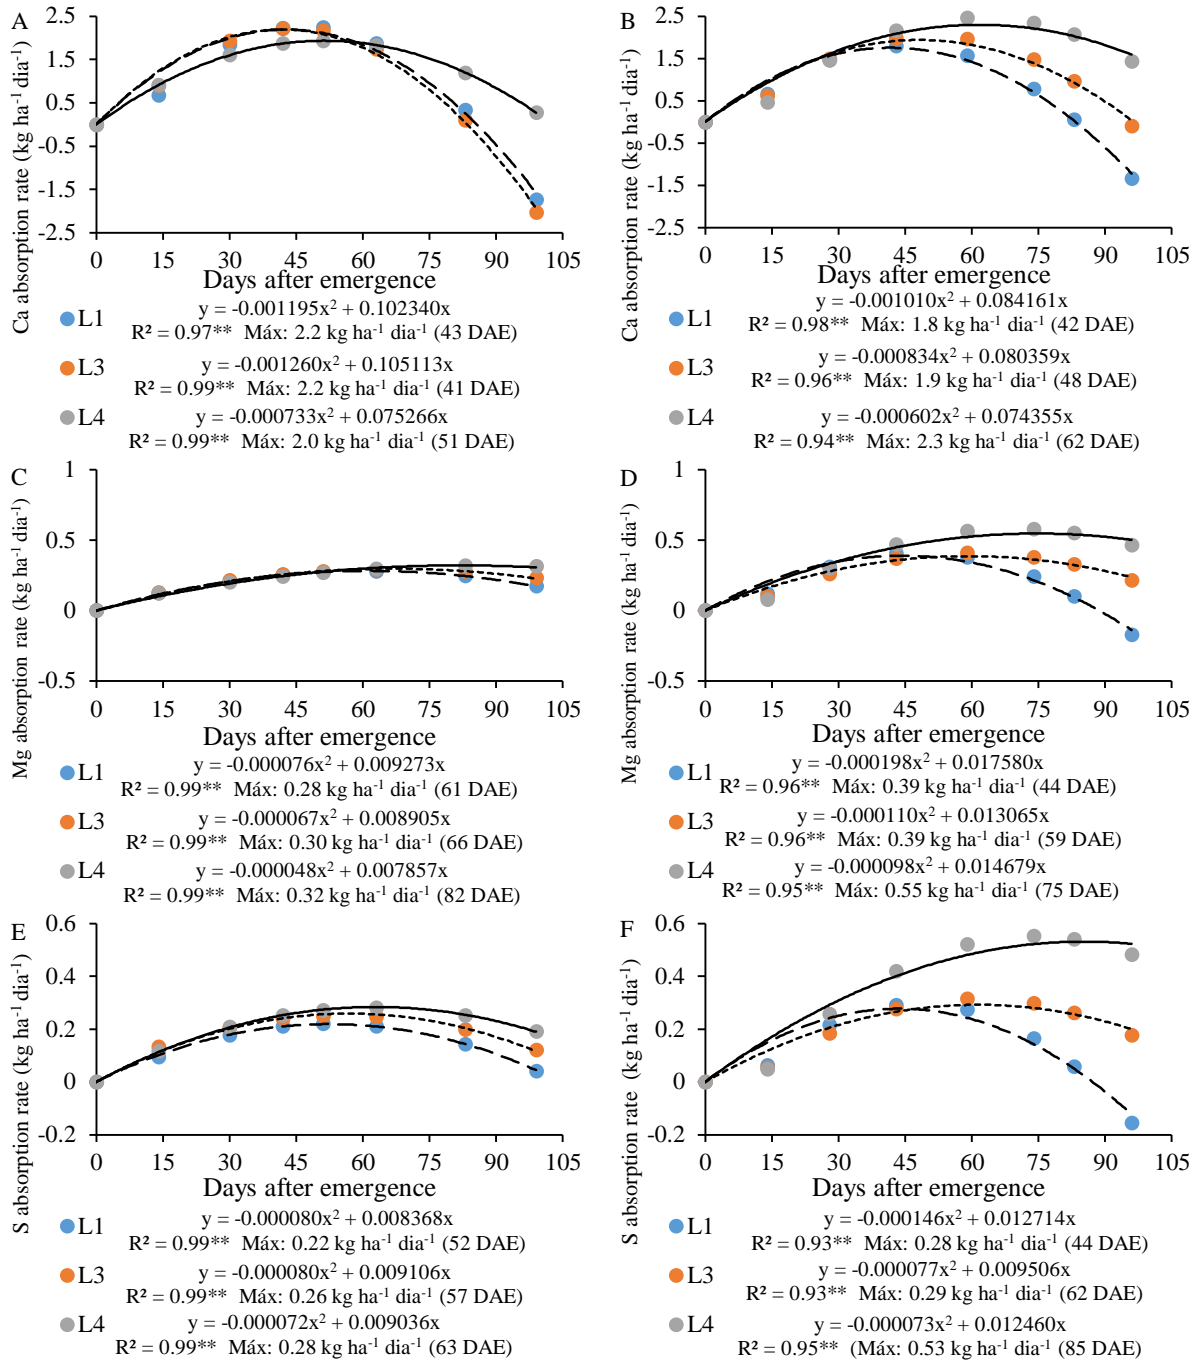 A
Ca absorption rate (kg ha⁻¹ dia⁻¹)
2.5
1.5
0.5
-0.5
-1.5
-2.5
0 15 30 45 60 75 90 105
Days after emergence
L1
y = -0.001195x² + 0.102340x
R² = 0.97** Máx: 2.2 kg ha⁻¹ dia⁻¹ (43 DAE)
L3
y = -0.001260x² + 0.105113x
R² = 0.99** Máx: 2.2 kg ha⁻¹ dia⁻¹ (41 DAE)
L4
y = -0.000733x² + 0.075266x
R² = 0.99** Máx: 2.0 kg ha⁻¹ dia⁻¹ (51 DAE)
B
Ca absorption rate (kg ha⁻¹ dia⁻¹)
2.5
1.5
0.5
-0.5
-1.5
-2.5
0 15 30 45 60 75 90 105
Days after emergence
L1
y = -0.001010x² + 0.084161x
R² = 0.98** Máx: 1.8 kg ha⁻¹ dia⁻¹ (42 DAE)
L3
y = -0.000834x² + 0.080359x
R² = 0.96** Máx: 1.9 kg ha⁻¹ dia⁻¹ (48 DAE)
L4
y = -0.000602x² + 0.074355x
R² = 0.94** Máx: 2.3 kg ha⁻¹ dia⁻¹ (62 DAE)
C
Mg absorption rate (kg ha⁻¹ dia⁻¹)
1
0.5
0
-0.5
0 15 30 45 60 75 90 105
Days after emergence
L1
y = -0.000076x² + 0.009273x
R² = 0.99** Máx: 0.28 kg ha⁻¹ dia⁻¹ (61 DAE)
L3
y = -0.000067x² + 0.008905x
R² = 0.99** Máx: 0.30 kg ha⁻¹ dia⁻¹ (66 DAE)
L4
y = -0.000048x² + 0.007857x
R² = 0.99** Máx: 0.32 kg ha⁻¹ dia⁻¹ (82 DAE)
D
Mg absorption rate (kg ha⁻¹ dia⁻¹)
1
0.5
0
-0.5
0 15 30 45 60 75 90 105
Days after emergence
L1
y = -0.000198x² + 0.017580x
R² = 0.96** Máx: 0.39 kg ha⁻¹ dia⁻¹ (44 DAE)
L3
y = -0.000110x² + 0.013065x
R² = 0.96** Máx: 0.39 kg ha⁻¹ dia⁻¹ (59 DAE)
L4
y = -0.000098x² + 0.014679x
R² = 0.95** Máx: 0.55 kg ha⁻¹ dia⁻¹ (75 DAE)
E
S absorption rate (kg ha⁻¹ dia⁻¹)
0.6
0.4
0.2
0
-0.2
0 15 30 45 60 75 90 105
Days after emergence
L1
y = -0.000080x² + 0.008368x
R² = 0.99** Máx: 0.22 kg ha⁻¹ dia⁻¹ (52 DAE)
L3
y = -0.000080x² + 0.009106x
R² = 0.99** Máx: 0.26 kg ha⁻¹ dia⁻¹ (57 DAE)
L4
y = -0.000072x² + 0.009036x
R² = 0.99** Máx: 0.28 kg ha⁻¹ dia⁻¹ (63 DAE)
F
S absorption rate (kg ha⁻¹ dia⁻¹)
0.6
0.4
0.2
0
-0.2
0 15 30 45 60 75 90 105
Days after emergence
L1
y = -0.000146x² + 0.012714x
R² = 0.93** Máx: 0.28 kg ha⁻¹ dia⁻¹ (44 DAE)
L3
y = -0.000077x² + 0.009506x
R² = 0.93** Máx: 0.29 kg ha⁻¹ dia⁻¹ (62 DAE)
L4
y = -0.000073x² + 0.012460x
R² = 0.95** (Máx: 0.53 kg ha⁻¹ dia⁻¹ (85 DAE)